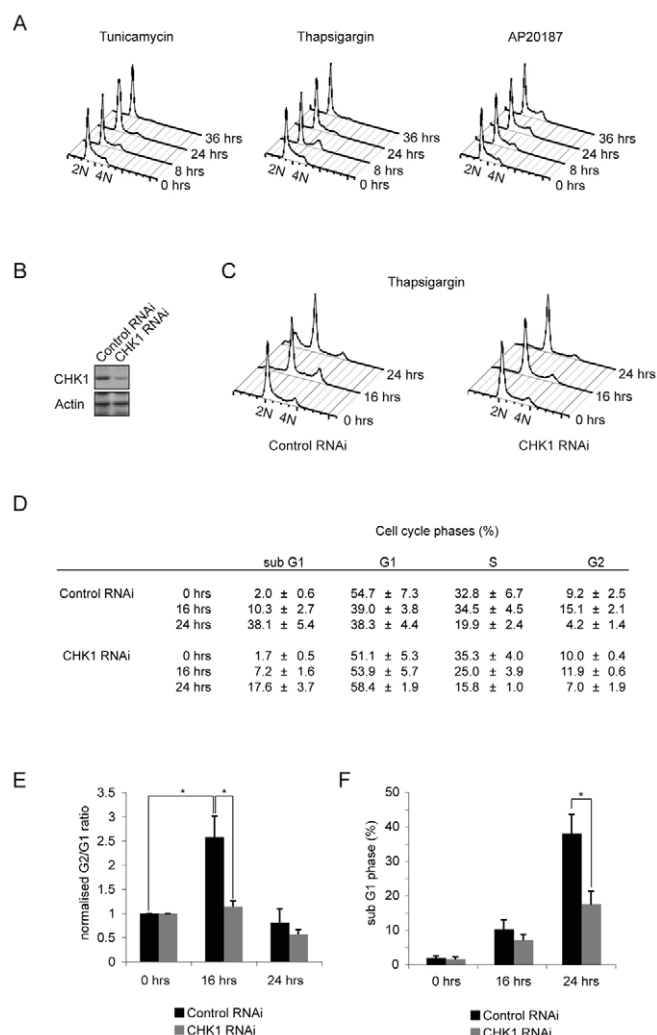 A
Tunicamycin
Thapsigargin
AP20187
36 hrs
24 hrs
8 hrs
0 hrs
2N
4N
36 hrs
24 hrs
8 hrs
0 hrs
2N
4N
36 hrs
24 hrs
8 hrs
0 hrs
2N
4N
B
Control RNAi
CHK1 RNAi
CHK1
Actin
C
Thapsigargin
24 hrs
16 hrs
0 hrs
2N
4N
Control RNAi
24 hrs
16 hrs
0 hrs
2N
4N
CHK1 RNAi
D
Cell cycle phases (%)
sub G1 G1 S G2
Control RNAi 0 hrs 2.0 ± 0.6 54.7 ± 7.3 32.8 ± 6.7 9.2 ± 2.5
16 hrs 10.3 ± 2.7 39.0 ± 3.8 34.5 ± 4.5 15.1 ± 2.1
24 hrs 38.1 ± 5.4 38.3 ± 4.4 19.9 ± 2.4 4.2 ± 1.4
CHK1 RNAi 0 hrs 1.7 ± 0.5 51.1 ± 5.3 35.3 ± 4.0 10.0 ± 0.4
16 hrs 7.2 ± 1.6 53.9 ± 5.7 25.0 ± 3.9 11.9 ± 0.6
24 hrs 17.6 ± 3.7 58.4 ± 1.9 15.8 ± 1.0 7.0 ± 1.9
E
normalised G2/G1 ratio
3.5
3
2.5
2
1.5
1
0.5
0
* *
0 hrs 16 hrs 24 hrs
Control RNAi
CHK1 RNAi
F
sub G1 phase (%)
50
40
30
20
10
0
*
0 hrs 16 hrs 24 hrs
Control RNAi
CHK1 RNAi